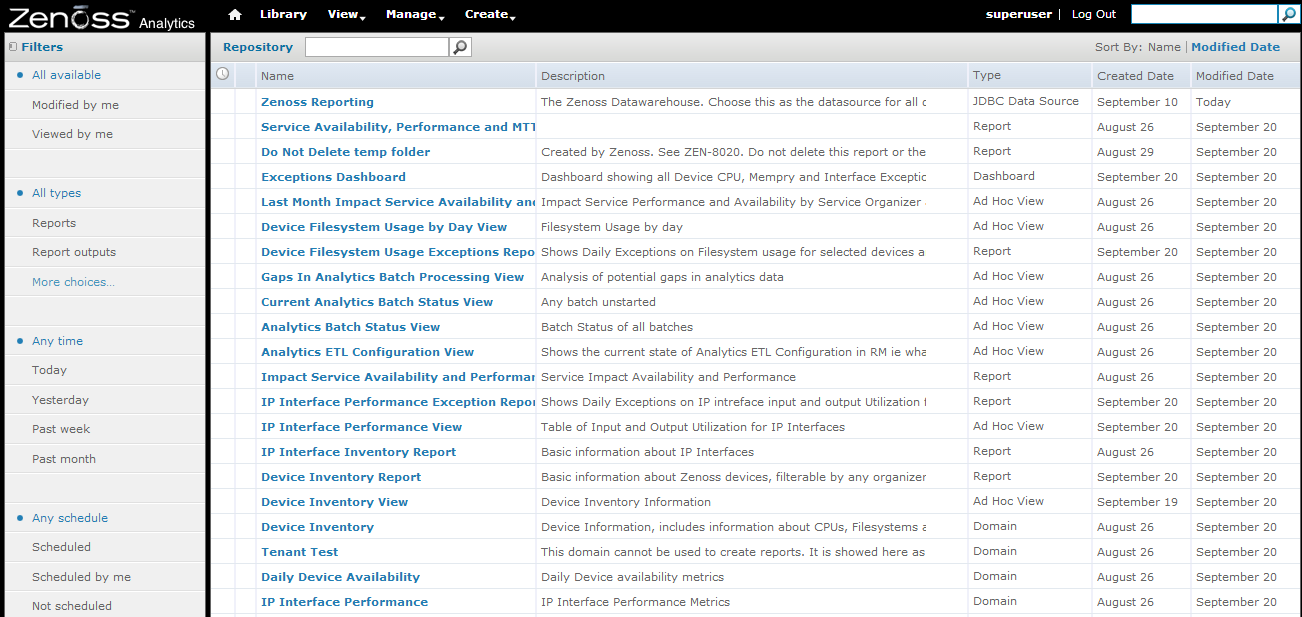 Zenoss™ Analytics
Library View Manage Create
superuser | Log Out
Filters
All available
Modified by me
Viewed by me
All types
Reports
Report outputs
More choices...
Any time
Today
Yesterday
Past week
Past month
Any schedule
Scheduled
Scheduled by me
Not scheduled
Repository
Sort By: Name | Modified Date
Name Description Type Created Date Modified Date
Zenoss Reporting The Zenoss Datawarehouse. Choose this as the datasource for all JDBC Data Source September 10 Today
Service Availability, Performance and MTT Report August 26 September 20
Do Not Delete temp folder Created by Zenoss. See ZEN-8020. Do not delete this report or the Report August 29 September 20
Exceptions Dashboard Dashboard showing all Device CPU, Mempry and Interface Exceptic Dashboard September 20 September 20
Last Month Impact Service Availability and Impact Service Performance and Availability by Service Organizer Ad Hoc View August 26 September 20
Device Filesystem Usage by Day View Filesystem Usage by day Ad Hoc View August 26 September 20
Device Filesystem Usage Exceptions Repo Shows Daily Exceptions on Filesystem usage for selected devices a Report September 20 September 20
Gaps In Analytics Batch Processing View Analysis of potential gaps in analytics data Ad Hoc View August 26 September 20
Current Analytics Batch Status View Any batch unstarted Ad Hoc View August 26 September 20
Analytics Batch Status View Batch Status of all batches Ad Hoc View August 26 September 20
Analytics ETL Configuration View Shows the current state of Analytics ETL Configuration in RM ie wha Ad Hoc View August 26 September 20
Impact Service Availability and Performan Service Impact Availability and Performance Report August 26 September 20
IP Interface Performance Exception Repor Shows Daily Exceptions on IP intreface input and output Utilization Report September 20 September 20
IP Interface Performance View Table of Input and Output Utilization for IP Interfaces Ad Hoc View September 20 September 20
IP Interface Inventory Report Basic information about IP Interfaces Report August 26 September 20
Device Inventory Report Basic information about Zenoss devices, filterable by any organizer Report September 20 September 20
Device Inventory View Device Inventory Information Ad Hoc View September 19 September 20
Device Inventory Device Information, includes information about CPUs, Filesystems a Domain August 26 September 20
Tenant Test This domain cannot be used to create reports. It is showed here as Domain August 26 September 20
Daily Device Availability Daily Device availability metrics Domain August 26 September 20
IP Interface Performance IP Interface Performance Metrics Domain August 26 September 20